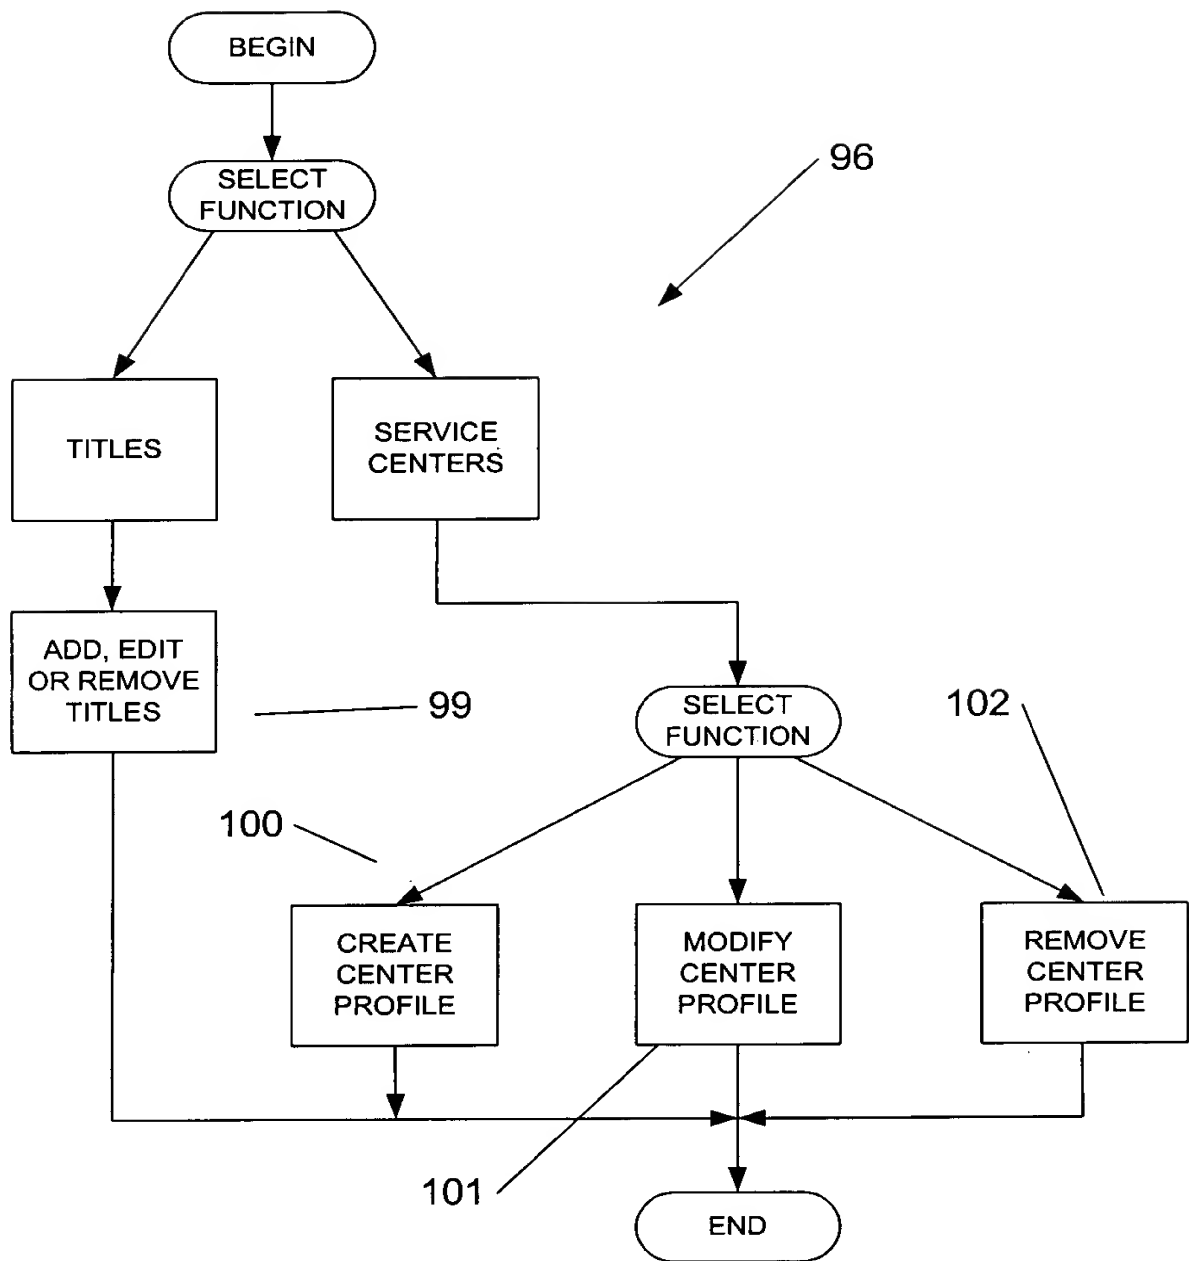 BEGIN
SELECT
FUNCTION
96
TITLES
SERVICE
CENTERS
ADD, EDIT
OR REMOVE
TITLES
99
SELECT
FUNCTION
102
100
CREATE
CENTER
PROFILE
MODIFY
CENTER
PROFILE
REMOVE
CENTER
PROFILE
101
END